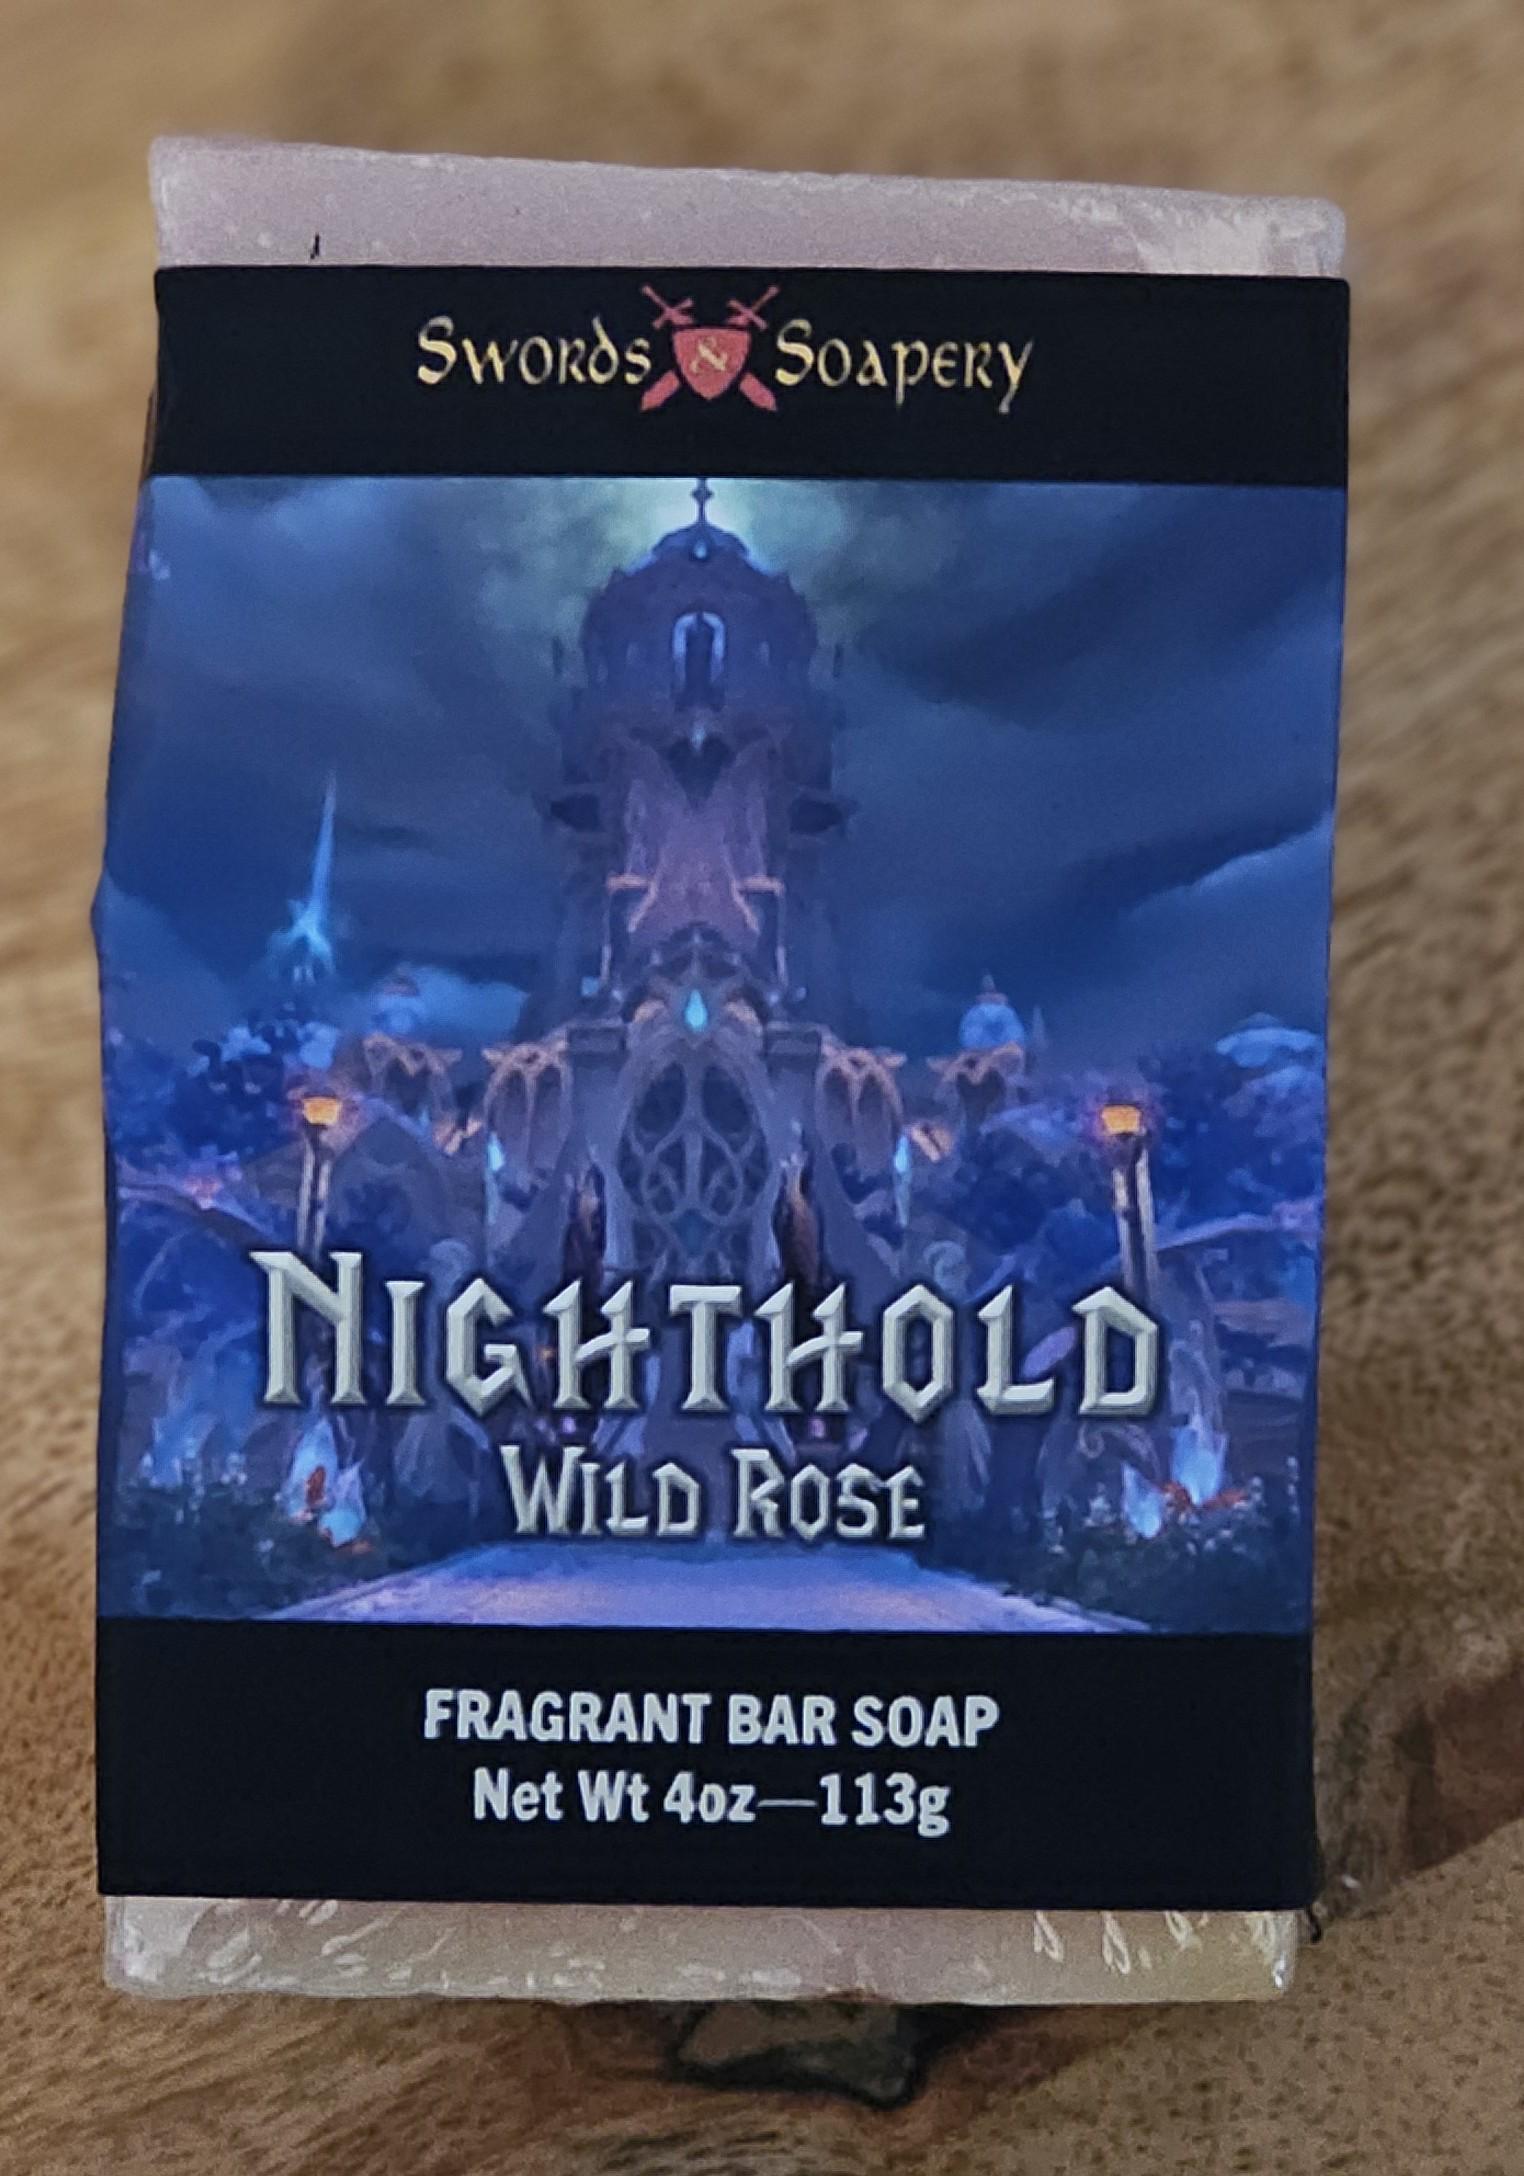 Swords & Soapery
Nighthold
Wild Rose
FRAGRANT BAR SOAP
Net Wt 4oz—113g